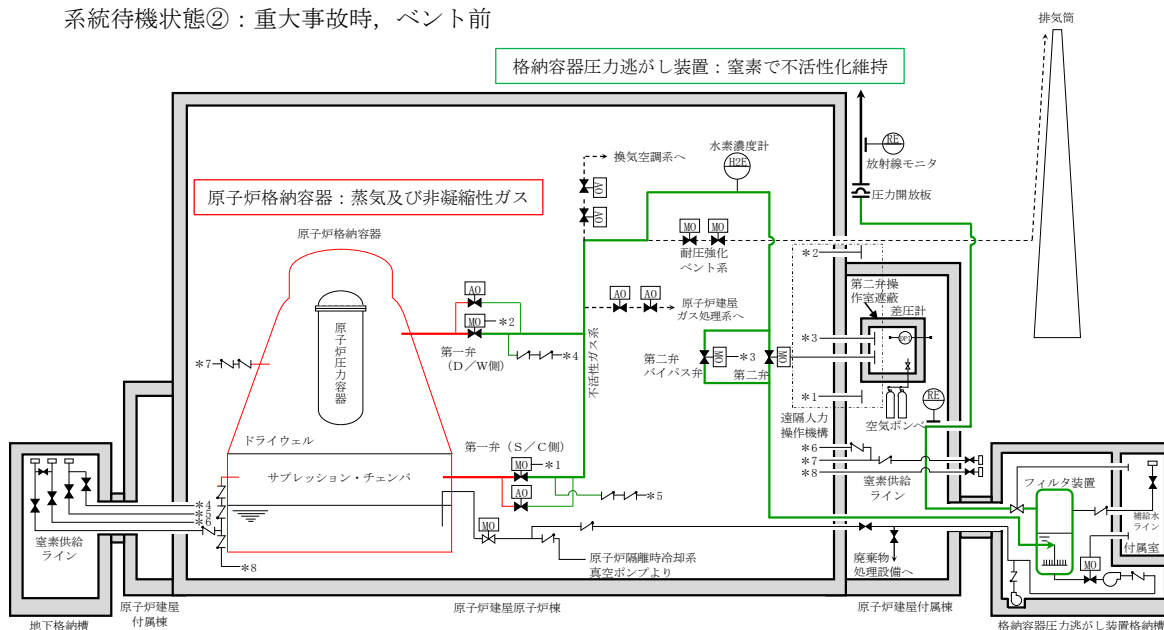 系統待機状態②：重大事故時，ベント前
排気筒
格納容器圧力逃がし装置：窒素で不活性化維持
水素濃度計
H2E
換気空調系へ
RE
放射線モニタ
AO
AO
圧力開放板
原子炉格納容器：蒸気及び非凝縮性ガス
原子炉格納容器
MO
MO
耐圧強化
ベント系
＊2
第二弁操
作室遮蔽
差圧計
DPI
AO
MO
＊2
AO
AO
原子炉建屋
ガス処理系へ
原子炉圧力容器
第一弁
（D／W側）
＊4
不活性ガス系
＊7
第二弁
バイパス弁
MO
＊3
第二弁
MO
＊3
＊1
RE
空気ボンベ
遠隔人力
操作機構
ドライウェル
第一弁（S／C側）
MO
＊1
AO
＊5
サプレッション・チェンバ
＊6
＊7
＊8
窒素供給
ライン
フィルタ装置
補給水
ライン
付属室
MO
＊4
＊5
＊6
窒素供給
ライン
＊8
MO
原子炉隔離時冷却系
真空ポンプより
廃棄物
処理設備へ
原子炉建屋
付属棟
原子炉建屋原子炉棟
原子炉建屋付属棟
地下格納槽
格納容器圧力逃がし装置格納槽